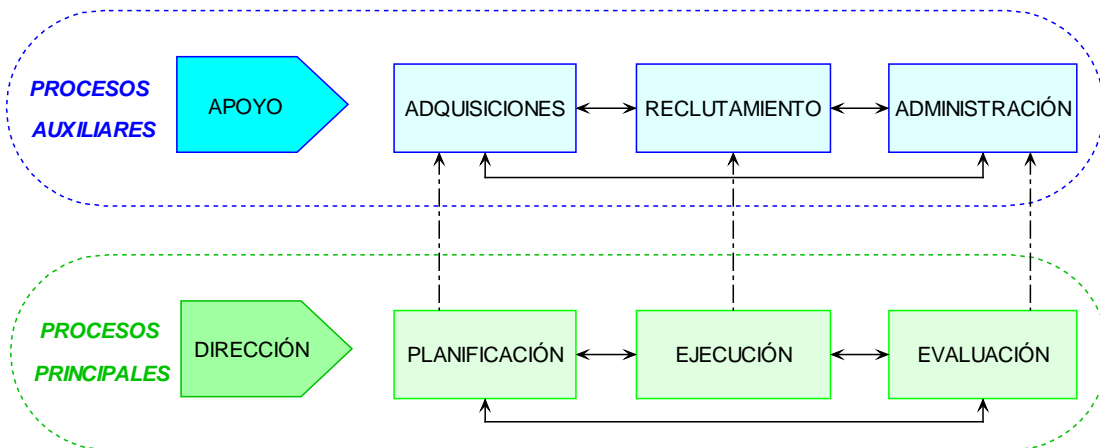 PROCESOS
AUXILIARES
APOYO
ADQUISICIONES
RECLUTAMIENTO
ADMINISTRACIÓN
PROCESOS
PRINCIPALES
DIRECCIÓN
PLANIFICACIÓN
EJECUCIÓN
EVALUACIÓN